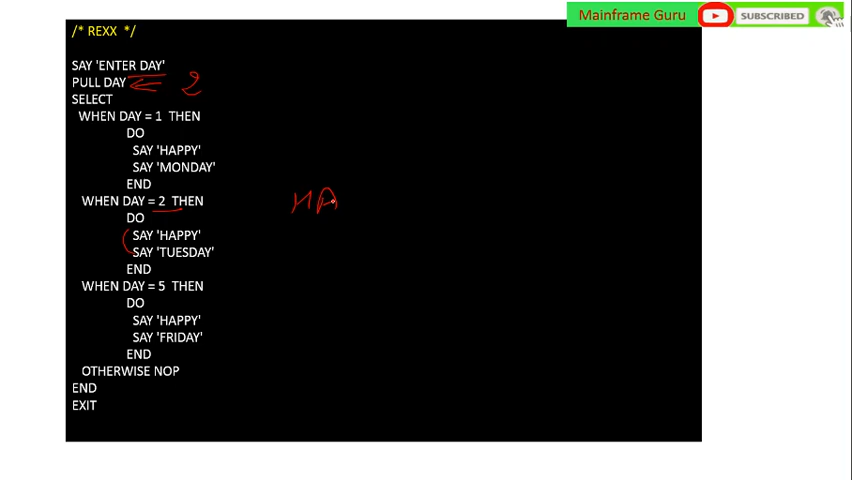 Mainframe Guru SUBSCRIBED
/* REXX */
SAY 'ENTER DAY'
PULL DAY 2
SELECT
WHEN DAY = 1 THEN
DO
SAY 'HAPPY'
SAY 'MONDAY'
END
WHEN DAY = 2 THEN
HA
DO
SAY 'HAPPY'
SAY 'TUESDAY'
END
WHEN DAY = 5 THEN
DO
SAY 'HAPPY'
SAY 'FRIDAY'
END
OTHERWISE NOP
END
EXIT